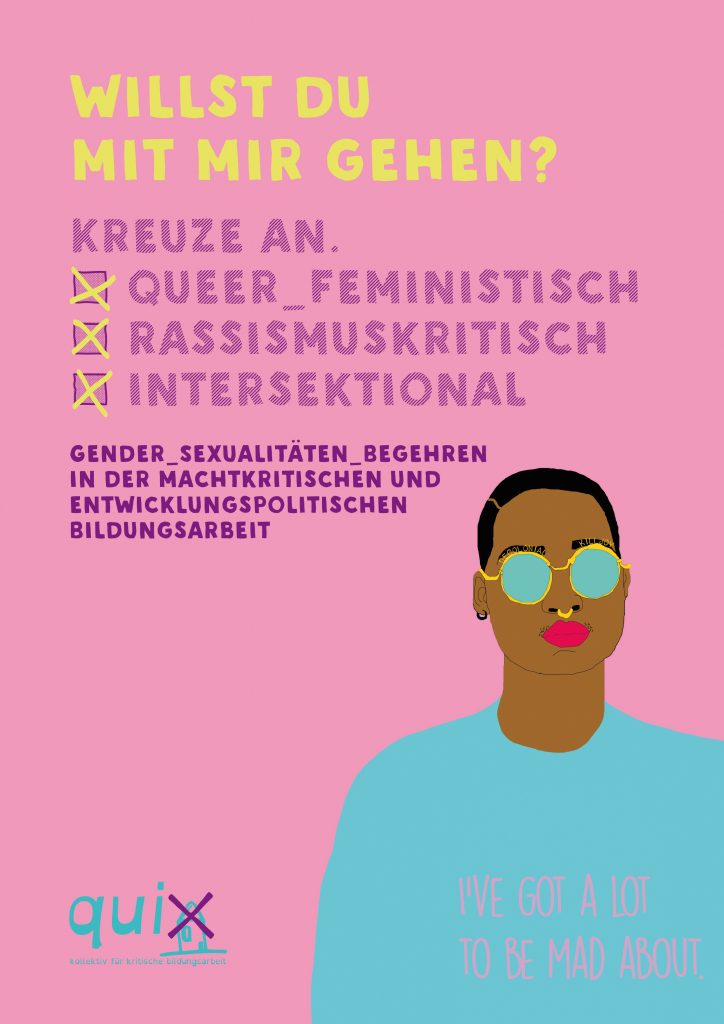 WILLST DU
MIT MIR GEHEN?
KREUZE AN.
QUEER_FEMINISTISCH
RASSISMUSKRITISCH
INTERSEKTIONAL
GENDER_SEXUALITÄTEN_BEGEHREN
IN DER MACHTKRITISCHEN UND
ENTWICKLUNGSPOLITISCHEN
BILDUNGSARBEIT
I'VE GOT A LOT
TO BE MAD ABOUT.
quix
kollektiv für kritische bildungsarbeit